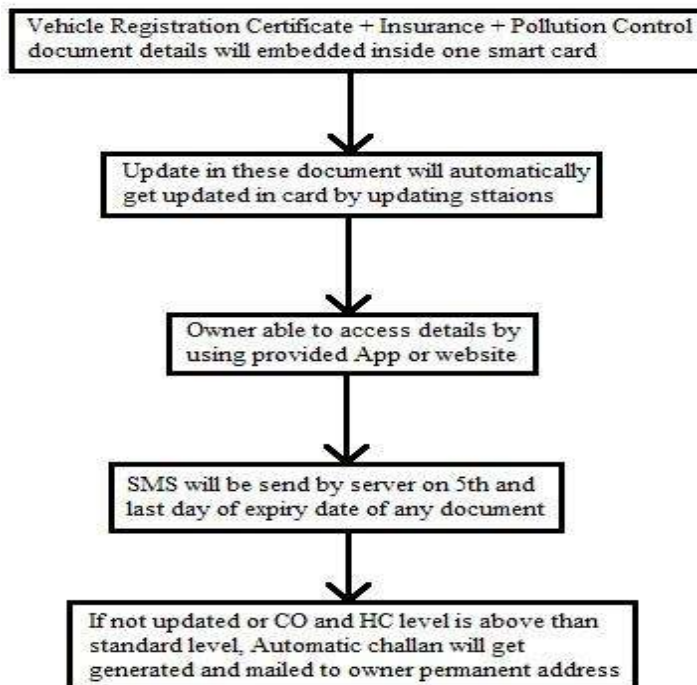 Vehicle Registration Certificate + Insurance + Pollution Control
document details will embedded inside one smart card
Update in these document will automatically
get updated in card by updating sttaions
Owner able to access details by
using provided App or website
SMS will be send by server on 5th and
last day of expiry date of any document
If not updated or CO and HC level is above than
standard level, Automatic challan will get
generated and mailed to owner permanent address